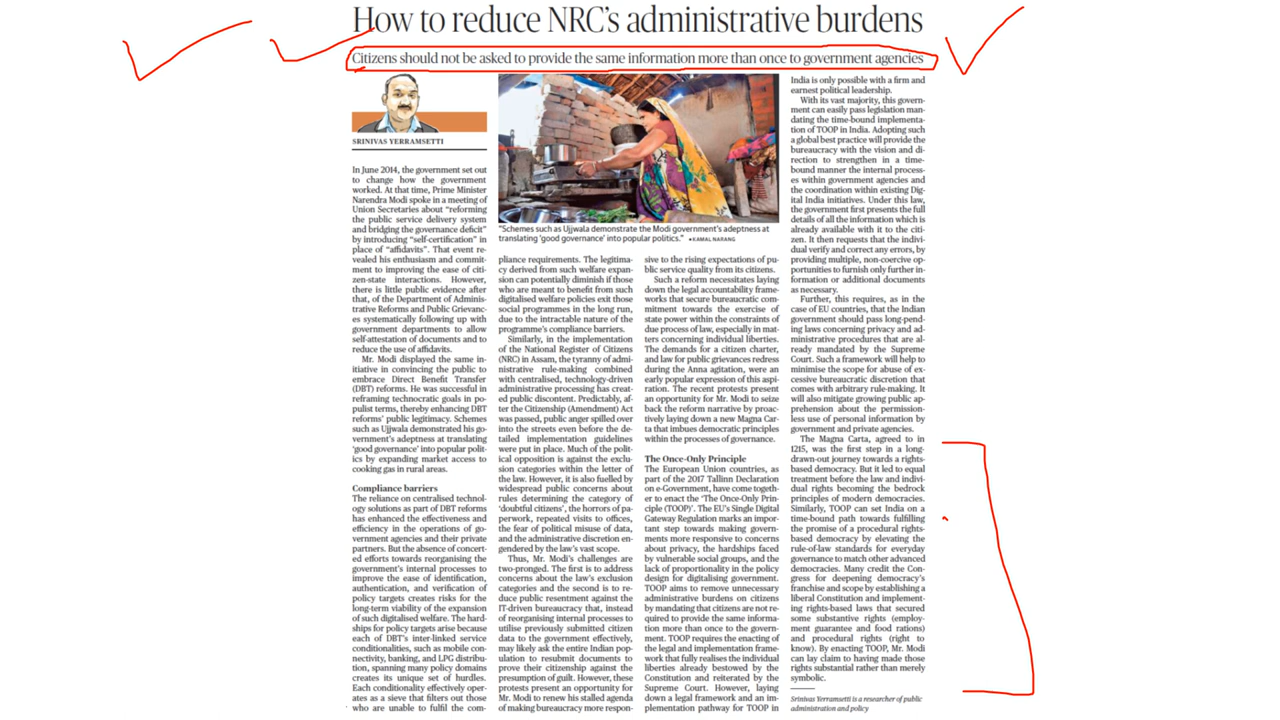 How to reduce NRC's administrative burdens
Citizens should not be asked to provide the same information more than once to government agencies
SRINIVAS YERRAMSETTI
In June 2014, the government set out
to change how the government
worked. At that time, Prime Minister
Narendra Modi spoke in a meeting of
Union Secretaries about "reforming
the public service delivery system
and bridging the governance deficit"
by introducing "self-certification" in
place of "affidavits". That event re-
vealed his enthusiasm and commit-
ment to improving the ease of citi-
zen-state interactions. However,
there is little public evidence after
that, of the Department of Adminis-
trative Reforms and Public Grievanc-
es systematically following up with
government departments to allow
self-attestation of documents and to
reduce the use of affidavits.
Mr. Modi displayed the same in-
itiative in convincing the public to
embrace Direct Benefit Transfer
(DBT) reforms. He was successful in
reframing technocratic goals in po-
pulist terms, thereby enhancing DBT
reforms' public legitimacy. Schemes
such as Ujjwala demonstrated his go-
vernment's adeptness at translating
'good governance' into popular polit-
ics by expanding market access to
cooking gas in rural areas.
Compliance barriers
The reliance on centralised technol-
ogy solutions as part of DBT reforms
has enhanced the effectiveness and
efficiency in the operations of go-
vernment agencies and their private
partners. But the absence of concert-
ed efforts towards reorganising the
government's internal processes to
improve the ease of identification,
authentication, and verification of
policy targets creates risks for the
long-term viability of the expansion
of such digitalised welfare. The hard-
ships for policy targets arise because
each of DBT's inter-linked service
conditionalities, such as mobile con-
nectivity, banking, and LPG distribu-
tion, spanning many policy domains
creates its unique set of hurdles.
Each conditionality effectively oper-
ates as a sieve that filters out those
who are unable to fulfil the com-
"Schemes such as Ujjwala demonstrate the Modi government's adeptness at
translating 'good governance' into popular politics." •KAMAL NARANG
pliance requirements. The legitima-
cy derived from such welfare expan-
sion can potentially diminish if those
who are meant to benefit from such
digitalised welfare policies exit those
social programmes in the long run,
due to the intractable nature of the
programme's compliance barriers.
Similarly, in the implementation
of the National Register of Citizens
(NRC) in Assam, the tyranny of admi-
nistrative rule-making combined
with centralised, technology-driven
administrative processing has creat-
ed public discontent. Predictably, af-
ter the Citizenship (Amendment) Act
was passed, public anger spilled over
into the streets even before the de-
tailed implementation guidelines
were put in place. Much of the pol-
itical opposition is against the exclu-
sion categories within the letter of
the law. However, it is also fuelled by
widespread public concerns about
rules determining the category of
'doubtful citizens', the horrors of pa-
perwork, repeated visits to offices,
the fear of political misuse of data,
and the administrative discretion en-
gendered by the law's vast scope.
Thus, Mr. Modi's challenges are
two-pronged. The first is to address
concerns about the law's exclusion
categories and the second is to re-
duce public resentment against the
IT-driven bureaucracy that, instead
of reorganising internal processes to
utilise previously submitted citizen
data to the government effectively,
may likely ask the entire Indian pop-
ulation to resubmit documents to
prove their citizenship against the
presumption of guilt. However, these
protests present an opportunity for
Mr. Modi to renew his stalled agenda
of making bureaucracy more respon-
sive to the rising expectations of pu-
blic service quality from its citizens.
Such a reform necessitates laying
down the legal accountability frame-
works that secure bureaucratic com-
mitment towards the exercise of
state power within the constraints of
due process of law, especially in mat-
ters concerning individual liberties.
The demands for a citizen charter,
and law for public grievances redress
during the Anna agitation, were an
early popular expression of this aspi-
ration. The recent protests present
an opportunity for Mr. Modi to seize
back the reform narrative by proac-
tively laying down a new Magna Car-
ta that imbues democratic principles
within the processes of governance.
The Once-Only Principle
The European Union countries, as
part of the 2017 Tallinn Declaration
on e-Government, have come togeth-
er to enact the 'The Once-Only Prin-
ciple (TOOP)'. The EU's Single Digital
Gateway Regulation marks an impor-
tant step towards making govern-
ments more responsive to concerns
about privacy, the hardships faced
by vulnerable social groups, and the
lack of proportionality in the policy
design for digitalising government.
TOOP aims to remove unnecessary
administrative burdens on citizens
by mandating that citizens are not re-
quired to provide the same informa-
tion more than once to the govern-
ment. TOOP requires the enacting of
the legal and implementation frame-
work that fully realises the individual
liberties already bestowed by the
Constitution and reiterated by the
Supreme Court. However, laying
down a legal framework and an im-
plementation pathway for TOOP in
India is only possible with a firm and
earnest political leadership.
With its vast majority, this govern-
ment can easily pass legislation man-
dating the time-bound implementa-
tion of TOOP in India. Adopting such
a global best practice will provide the
bureaucracy with the vision and di-
rection to strengthen in a time-
bound manner the internal process-
es within government agencies and
the coordination within existing Dig-
ital India initiatives. Under this law,
the government first presents the full
details of all the information which is
already available with it to the citi-
zen. It then requests that the indivi-
dual verify and correct any errors, by
providing multiple, non-coercive op-
portunities to furnish only further in-
formation or additional documents
as necessary.
Further, this requires, as in the
case of EU countries, that the Indian
government should pass long-pend-
ing laws concerning privacy and ad-
ministrative procedures that are al-
ready mandated by the Supreme
Court. Such a framework will help to
minimise the scope for abuse of ex-
cessive bureaucratic discretion that
comes with arbitrary rule-making. It
will also mitigate growing public ap-
prehension about the permission-
less use of personal information by
government and private agencies.
The Magna Carta, agreed to in
1215, was the first step in a long-
drawn-out journey towards a rights-
based democracy. But it led to equal
treatment before the law and indivi-
dual rights becoming the bedrock
principles of modern democracies.
Similarly, TOOP can set India on a
time-bound path towards fulfilling
the promise of a procedural rights-
based democracy by elevating the
rule-of-law standards for everyday
governance to match other advanced
democracies. Many credit the Con-
gress for deepening democracy's
franchise and scope by establishing a
liberal Constitution and implement-
ing rights-based laws that secured
some substantive rights (employ-
ment guarantee and food rations)
and procedural rights (right to
know). By enacting TOOP, Mr. Modi
can lay claim to having made those
rights substantial rather than merely
symbolic.
Srinivas Yerramsetti is a researcher of public
administration and policy